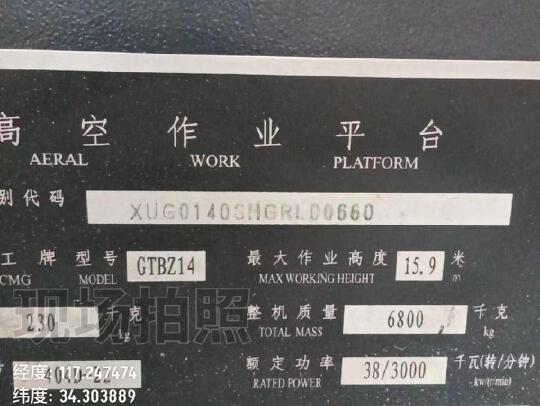 高 空 作 业 平 台
AERAL WORK PLATFORM
别代码 XUG0140SHGRLD0660
工牌型号 GTBZ14 最大作业高度 15.9 米
CMG MODEL MAX WORKING HEIGHT m
现场拍照
230 千克 整机质量 6800 千克
kg TOTAL MASS kg
404D-22 额定功率 38/3000 千瓦(转/分钟)
RATED POWER kw(r/min)
经度: 117.247474
纬度: 34.303889